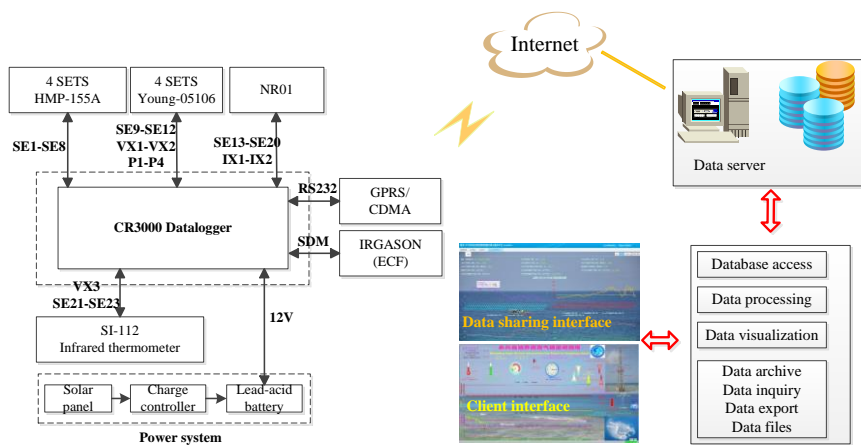 4 SETS
HMP-155A
4 SETS
Young-05106
NR01
SE1-SE8
SE9-SE12
VX1-VX2
P1-P4
SE13-SE20
IX1-IX2
CR3000 Datalogger
RS232
GPRS/
CDMA
SDM
IRGASON
(ECF)
VX3
SE21-SE23
12V
SI-112
Infrared thermometer
Solar
panel
Charge
controller
Lead-acid
battery
Power system
Internet
Data server
Data sharing interface
Client interface
Database access
Data processing
Data visualization
Data archive
Data inquiry
Data export
Data files